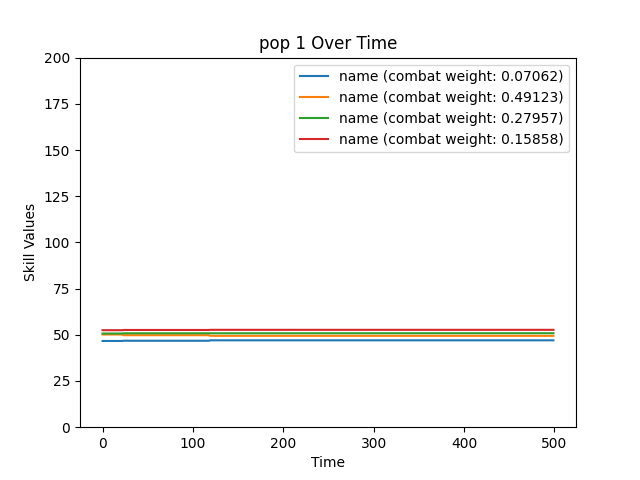 pop 1 Over Time
name (combat weight: 0.07062)
name (combat weight: 0.49123)
name (combat weight: 0.27957)
name (combat weight: 0.15858)
Skill Values
200
175
150
125
100
75
50
25
0
0 100 200 300 400 500
Time